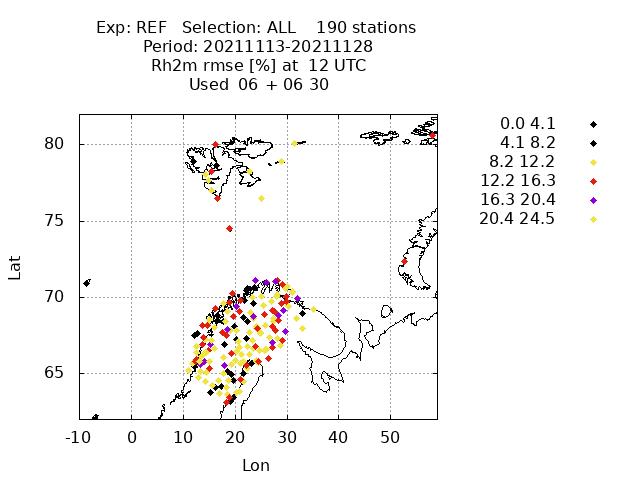 Exp: REF Selection: ALL 190 stations
Period: 20211113-20211128
Rh2m rmse [%] at 12 UTC
Used 06 + 06 30
0.0 4.1
4.1 8.2
8.2 12.2
12.2 16.3
16.3 20.4
20.4 24.5
80
75
70
65
Lat
-10 0 10 20 30 40 50
Lon